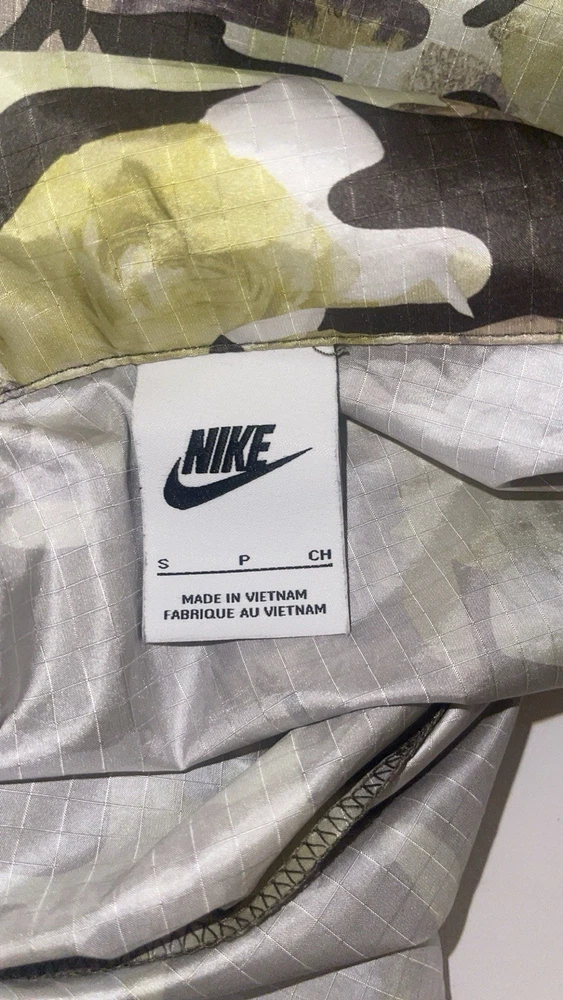 NIKE
S P CH
MADE IN VIETNAM
FABRIQUE AU VIETNAM